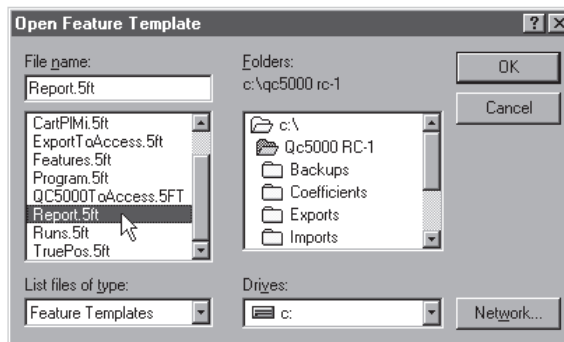 Open Feature Template
File name:
Report.5ft
CartPlMi.5ft
ExportToAccess.5ft
Features.5ft
Program.5ft
QC5000ToAccess.5FT
Report.5ft
Runs.5ft
TruePos.5ft
List files of type:
Feature Templates
Folders:
c:\qc5000 rc-1
c:\
Qc5000 RC-1
Backups
Coefficients
Exports
Imports
Drives:
c:
OK
Cancel
Network...